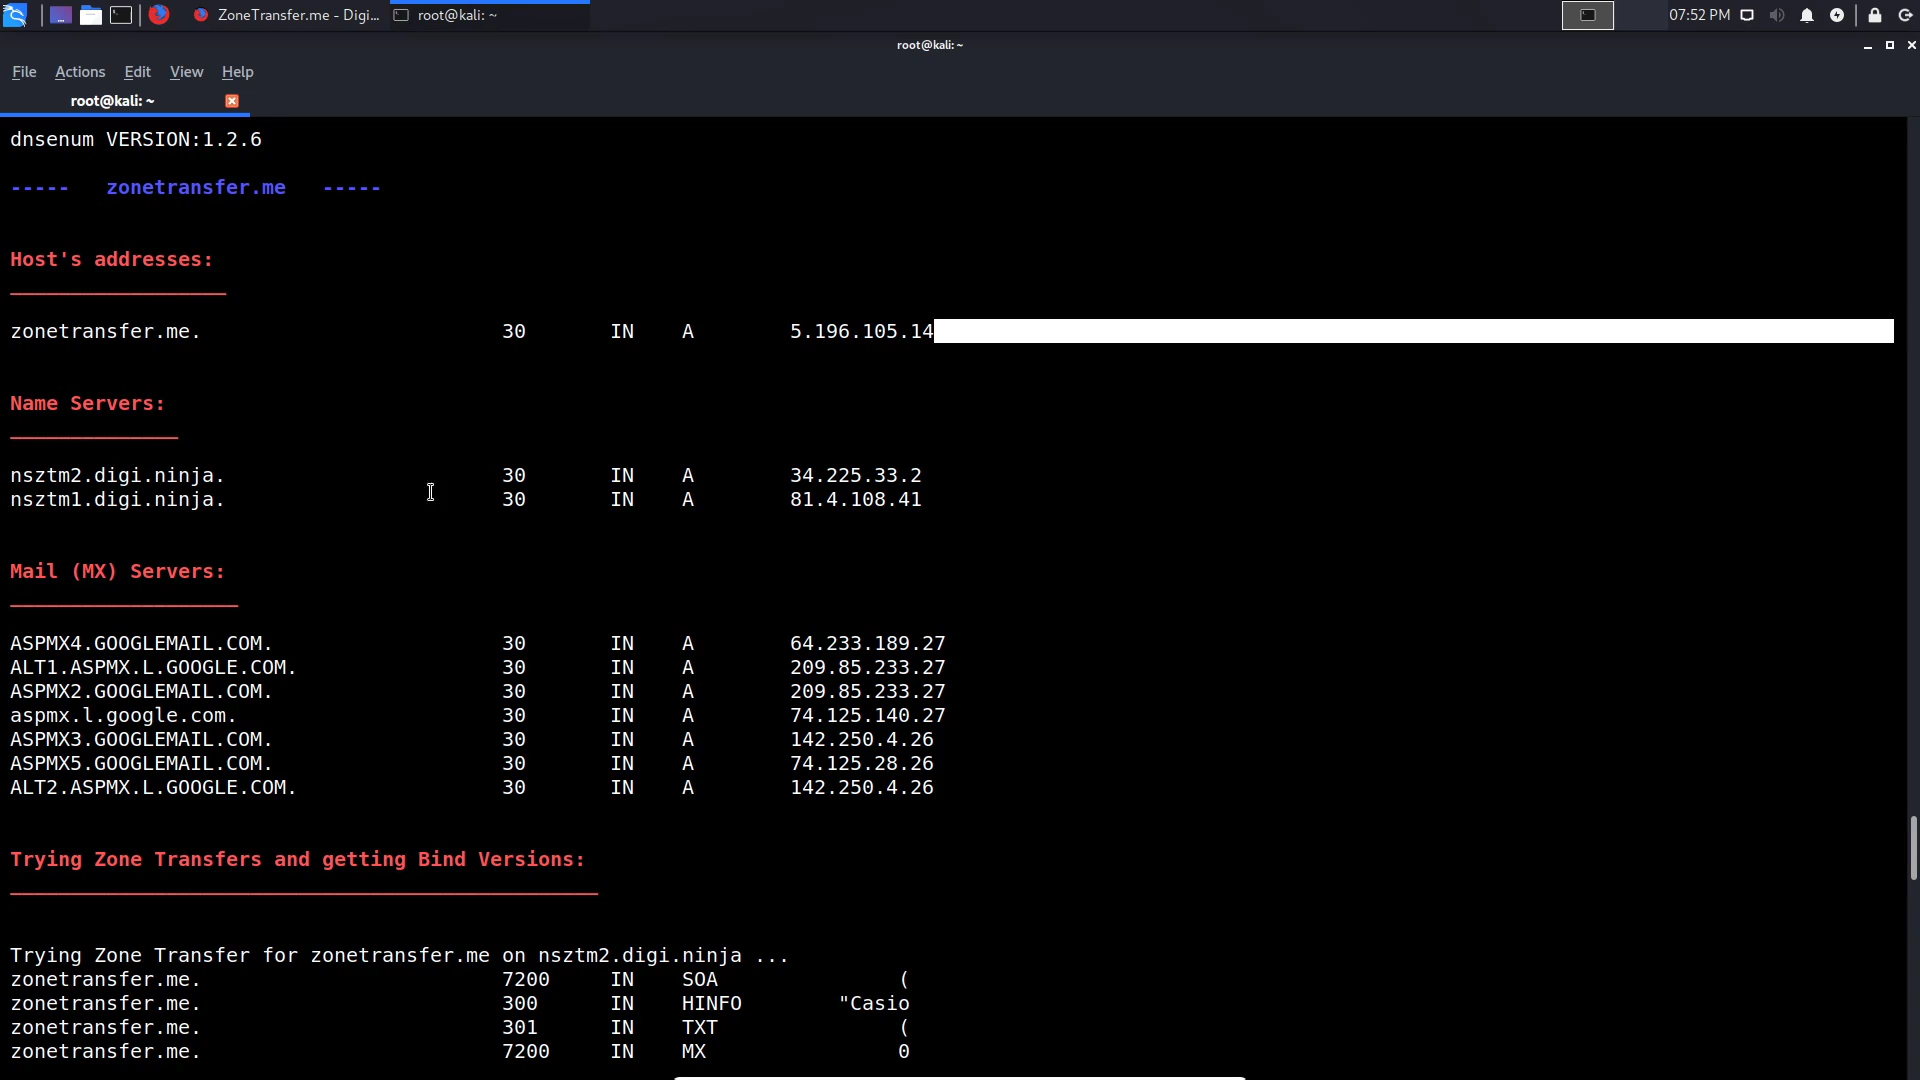 ZoneTransfer.me - Digi...
root@kali: ~
07:52 PM
root@kali: ~
File Actions Edit View Help
root@kali: ~
dnsenum VERSION:1.2.6
----- zonetransfer.me -----
Host's addresses:
__________________
zonetransfer.me. 30 IN A 5.196.105.14
Name Servers:
______________
nsztm2.digi.ninja. 30 IN A 34.225.33.2
nsztm1.digi.ninja. 30 IN A 81.4.108.41
Mail (MX) Servers:
___________________
ASPMX4.GOOGLEMAIL.COM. 30 IN A 64.233.189.27
ALT1.ASPMX.L.GOOGLE.COM. 30 IN A 209.85.233.27
ASPMX2.GOOGLEMAIL.COM. 30 IN A 209.85.233.27
aspmx.l.google.com. 30 IN A 74.125.140.27
ASPMX3.GOOGLEMAIL.COM. 30 IN A 142.250.4.26
ASPMX5.GOOGLEMAIL.COM. 30 IN A 74.125.28.26
ALT2.ASPMX.L.GOOGLE.COM. 30 IN A 142.250.4.26
Trying Zone Transfers and getting Bind Versions:
_________________________________________________
Trying Zone Transfer for zonetransfer.me on nsztm2.digi.ninja ...
zonetransfer.me. 7200 IN SOA (
zonetransfer.me. 300 IN HINFO "Casio
zonetransfer.me. 301 IN TXT (
zonetransfer.me. 7200 IN MX 0